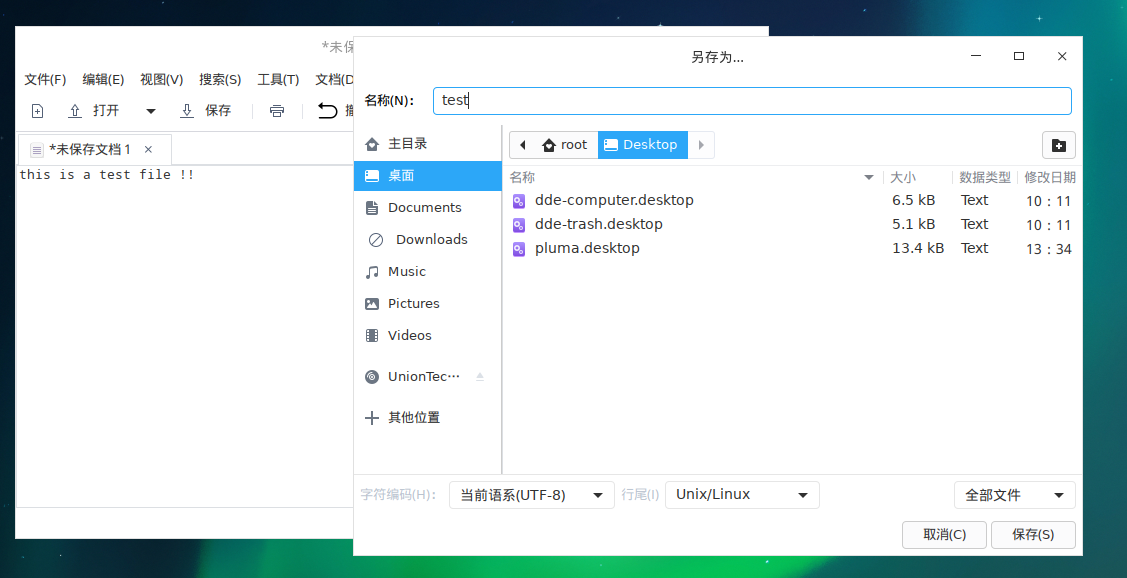 *未保
文件(F) 编辑(E) 视图(V) 搜索(S) 工具(T) 文档(D
打开 保存
*未保存文档 1
this is a test file !!
另存为...
名称(N)：
test
主目录
桌面
Documents
Downloads
Music
Pictures
Videos
UnionTec⋯
其他位置
root Desktop
名称 大小 数据类型 修改日期
dde-computer.desktop 6.5 kB Text 10：11
dde-trash.desktop 5.1 kB Text 10：11
pluma.desktop 13.4 kB Text 13：34
字符编码(H)： 当前语系(UTF-8) 行尾(I) Unix/Linux 全部文件
取消(C) 保存(S)